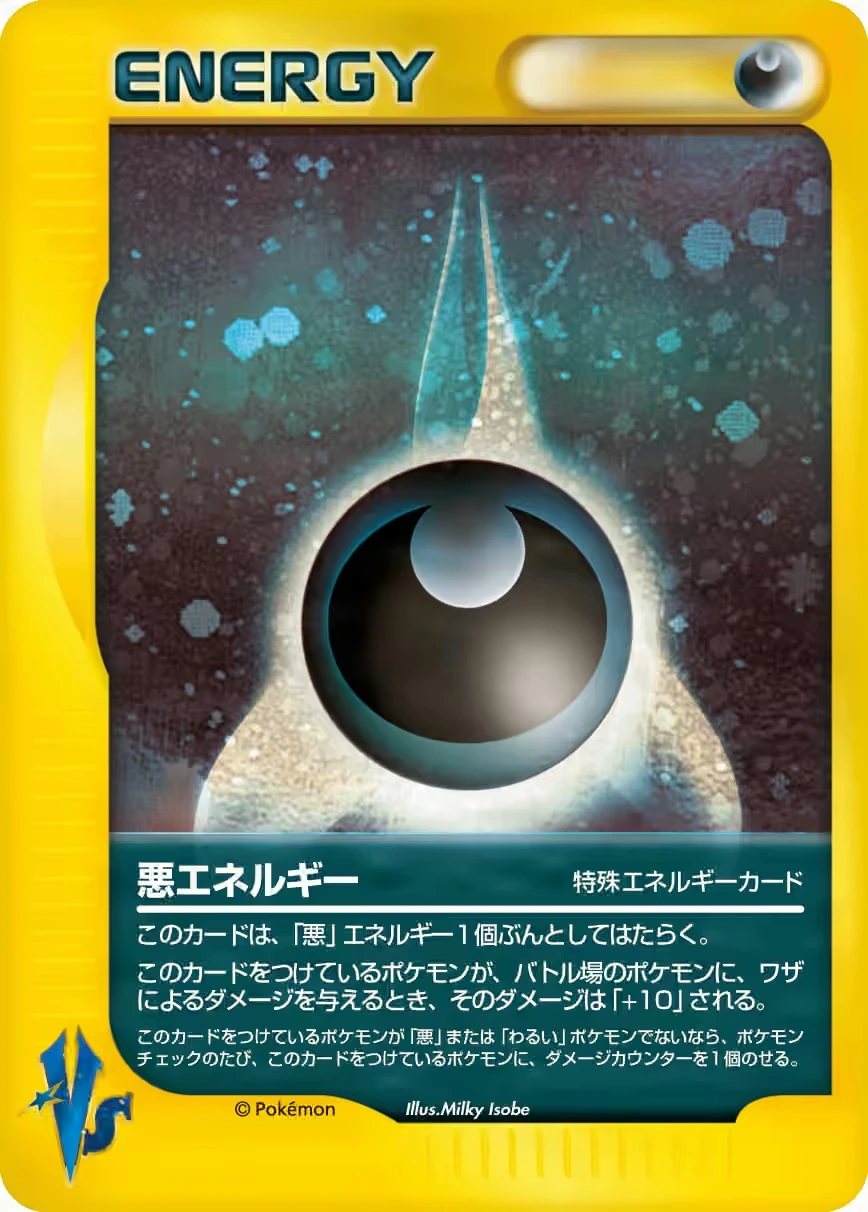 ENERGY
悪エネルギー
特殊エネルギーカード
このカードは、「悪」エネルギー1個ぶんとしてはたらく。
このカードをつけているポケモンが、バトル場のポケモンに、ワザ
によるダメージを与えるとき、そのダメージは「+10」される。
このカードをつけているポケモンが「悪」または「わるい」ポケモンでないなら、ポケモン
チェックのたび、このカードをつけているポケモンに、ダメージカウンターを1個のせる。
VS
© Pokémon
Illus.Milky Isobe